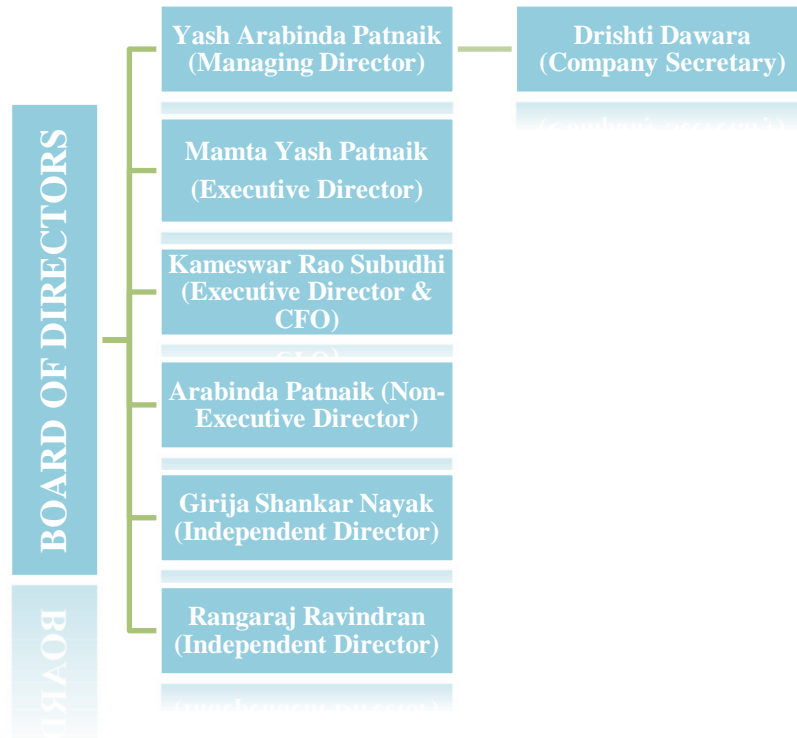 BOARD OF DIRECTORS
Yash Arabinda Patnaik
(Managing Director)
Drishti Dawara
(Company Secretary)
Mamta Yash Patnaik
(Executive Director)
Kameswar Rao Subudhi
(Executive Director &
CFO)
Arabinda Patnaik (Non-
Executive Director)
Girija Shankar Nayak
(Independent Director)
Rangaraj Ravindran
(Independent Director)